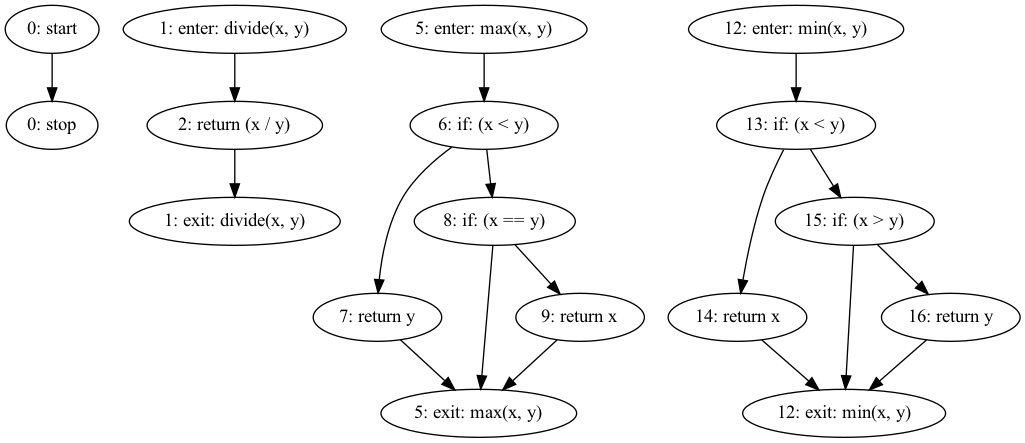 0: start
1: enter: divide(x, y)
5: enter: max(x, y)
12: enter: min(x, y)
0: stop
2: return (x / y)
6: if: (x < y)
13: if: (x < y)
1: exit: divide(x, y)
8: if: (x == y)
15: if: (x > y)
7: return y
9: return x
14: return x
16: return y
5: exit: max(x, y)
12: exit: min(x, y)